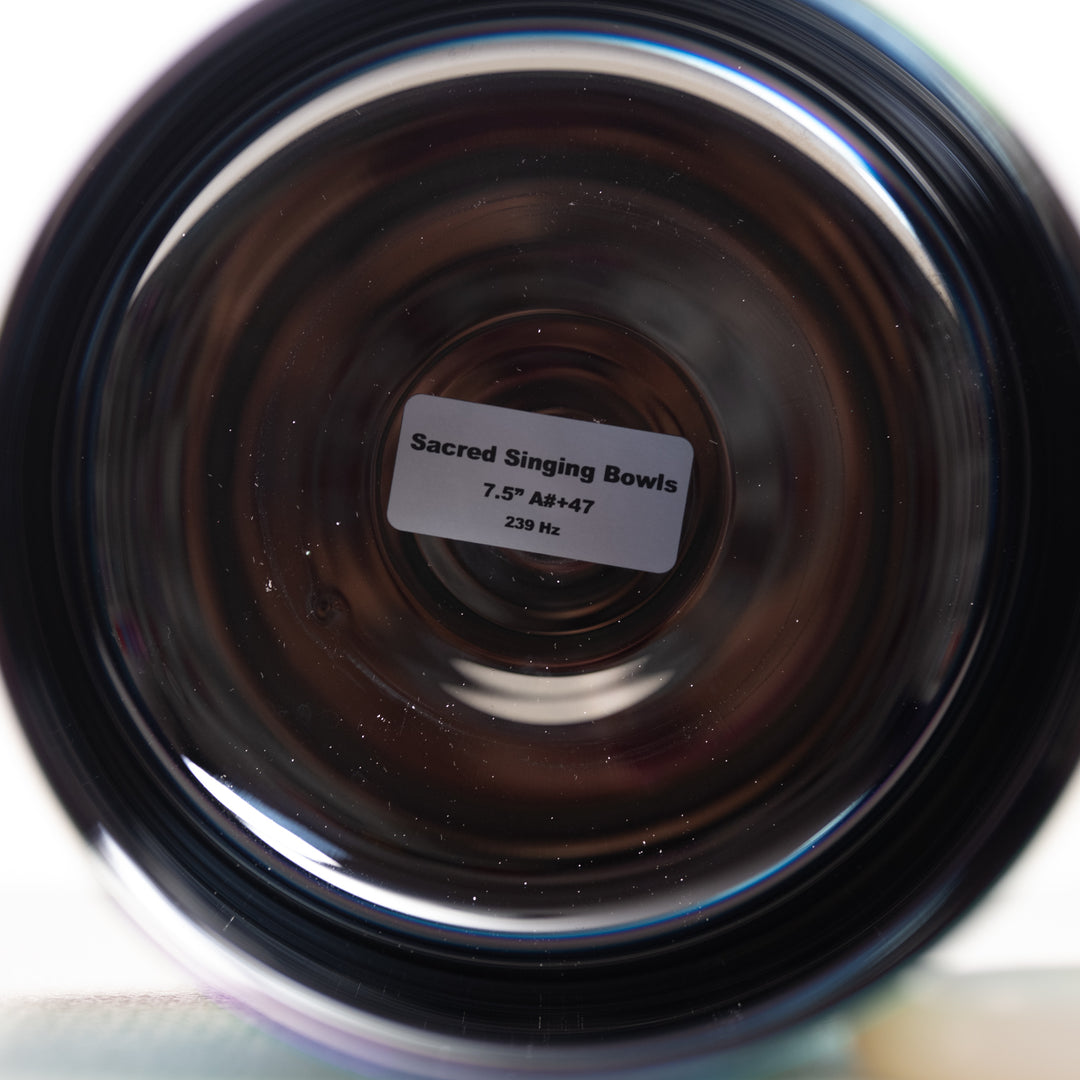 Sacred Singing Bowls
7.5” A#+47
239 Hz